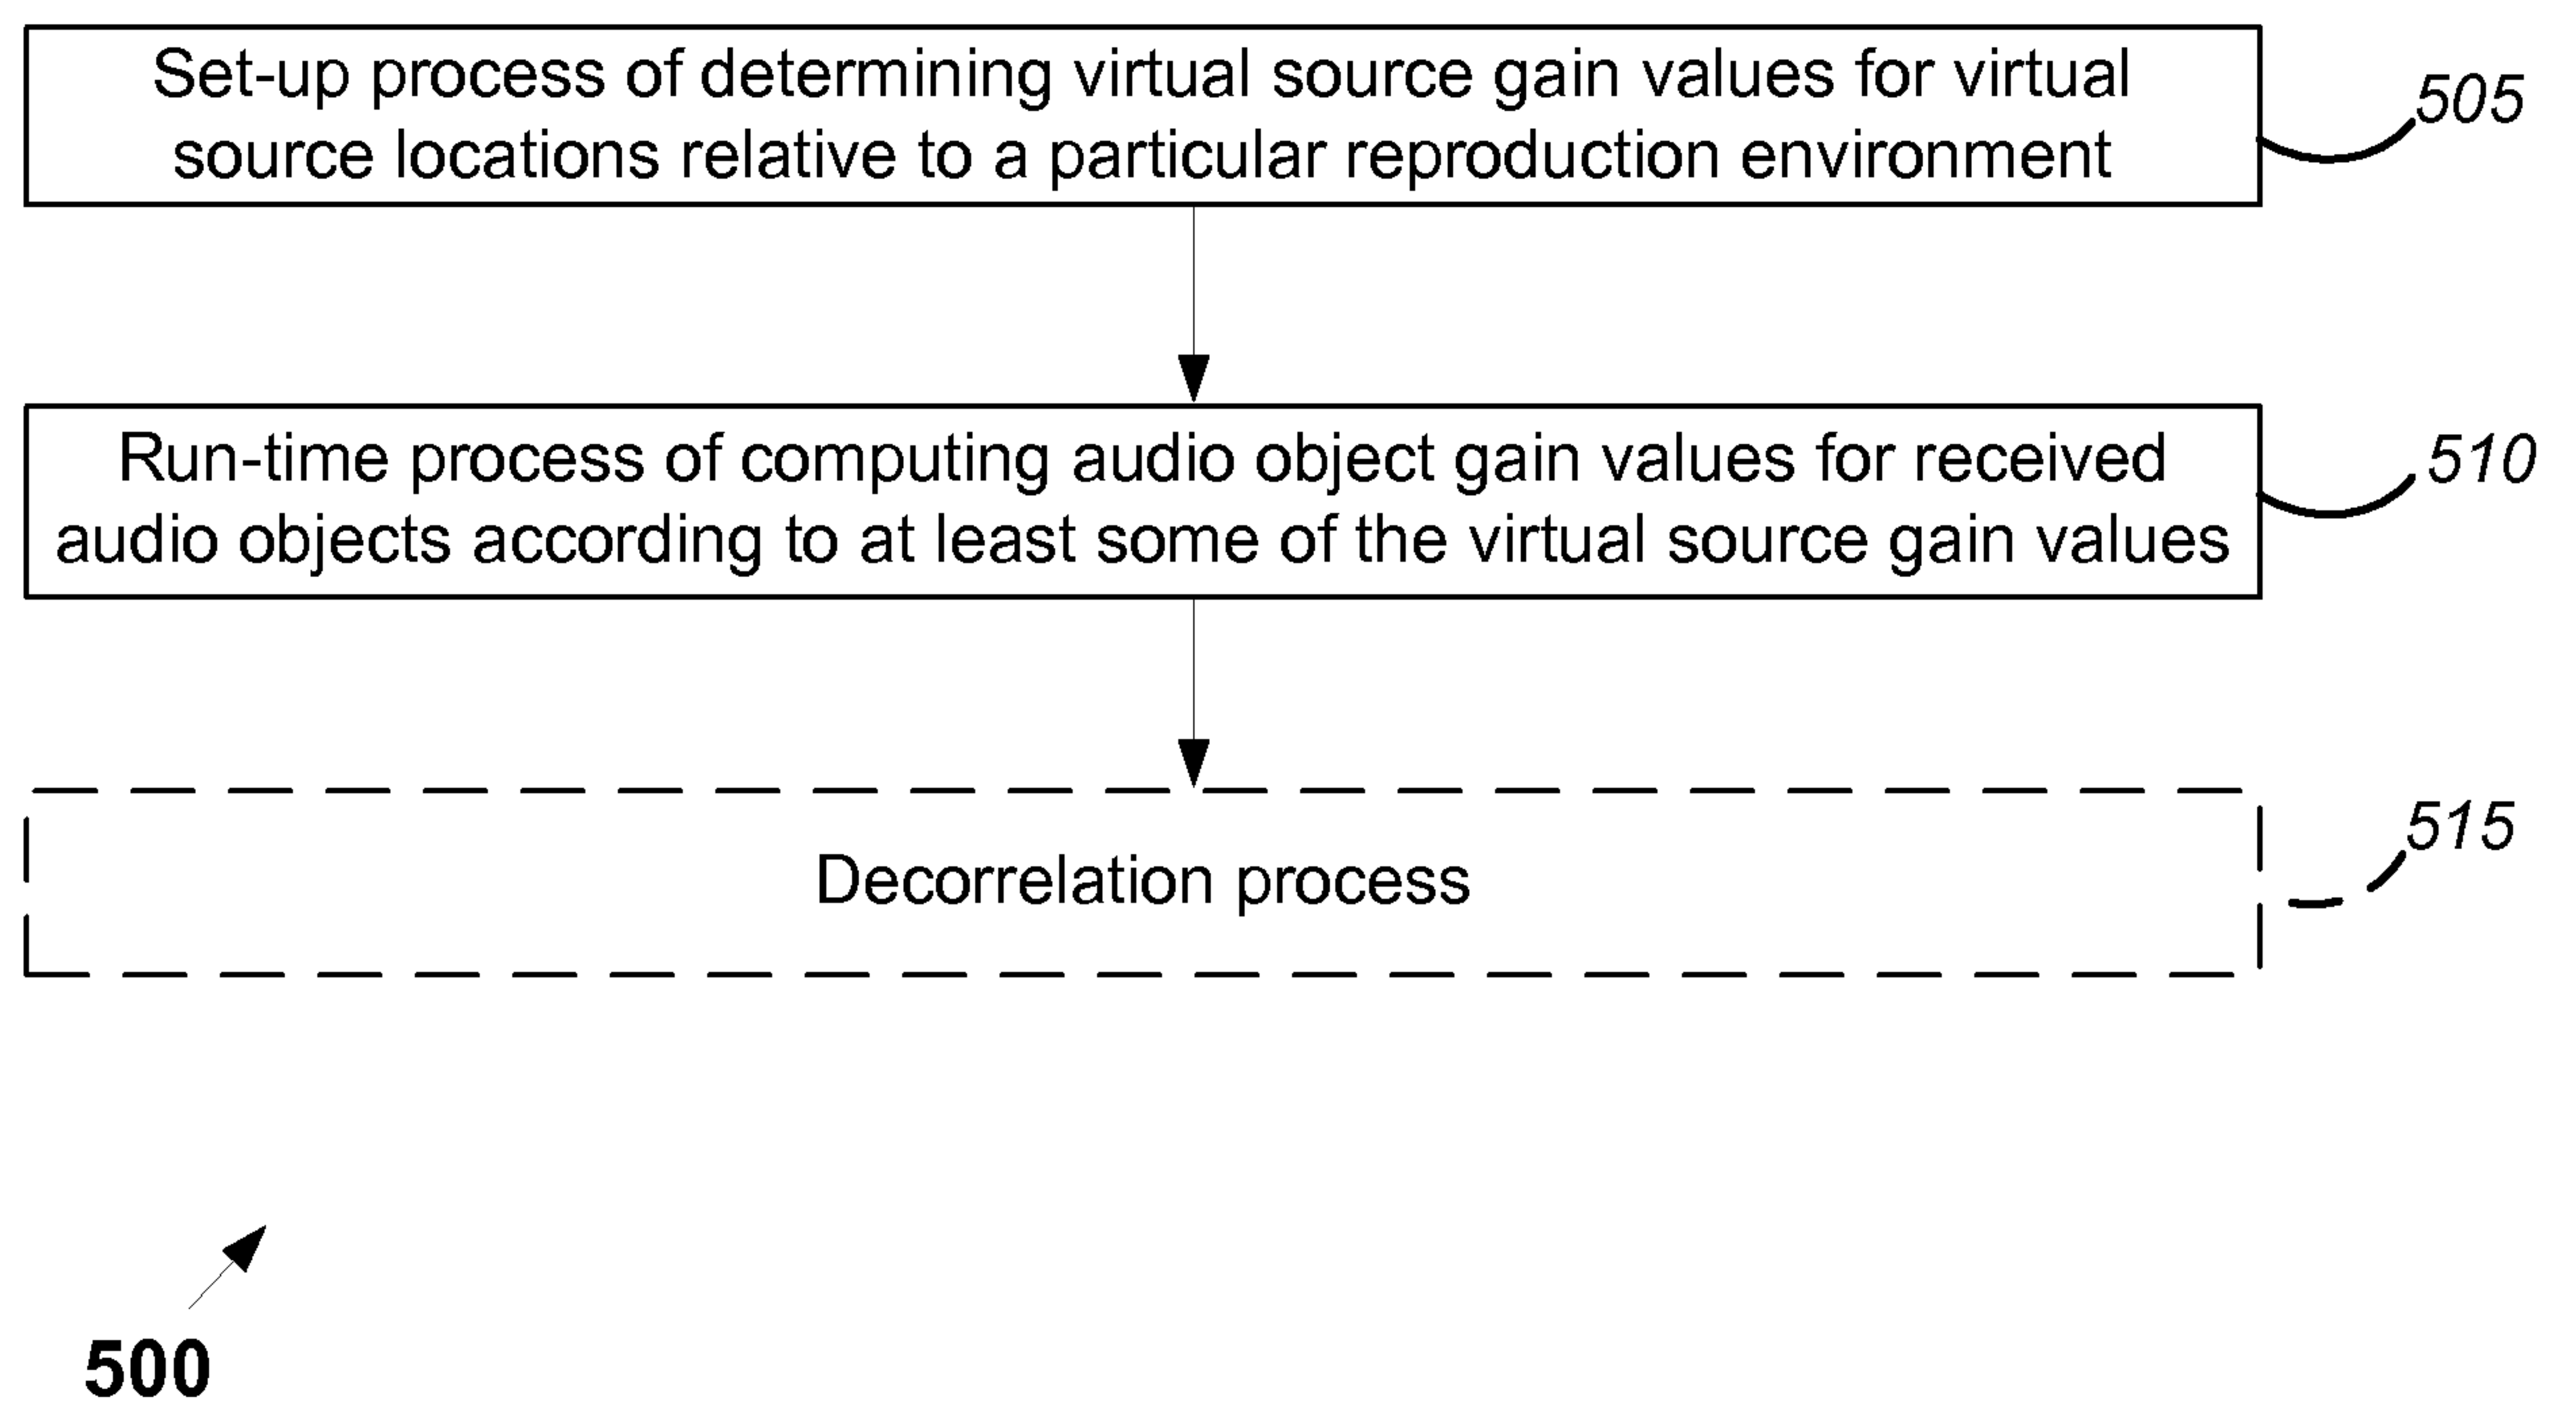 Set-up process of determining virtual source gain values for virtual
source locations relative to a particular reproduction environment
505
Run-time process of computing audio object gain values for received
audio objects according to at least some of the virtual source gain values
510
Decorrelation process
515
500